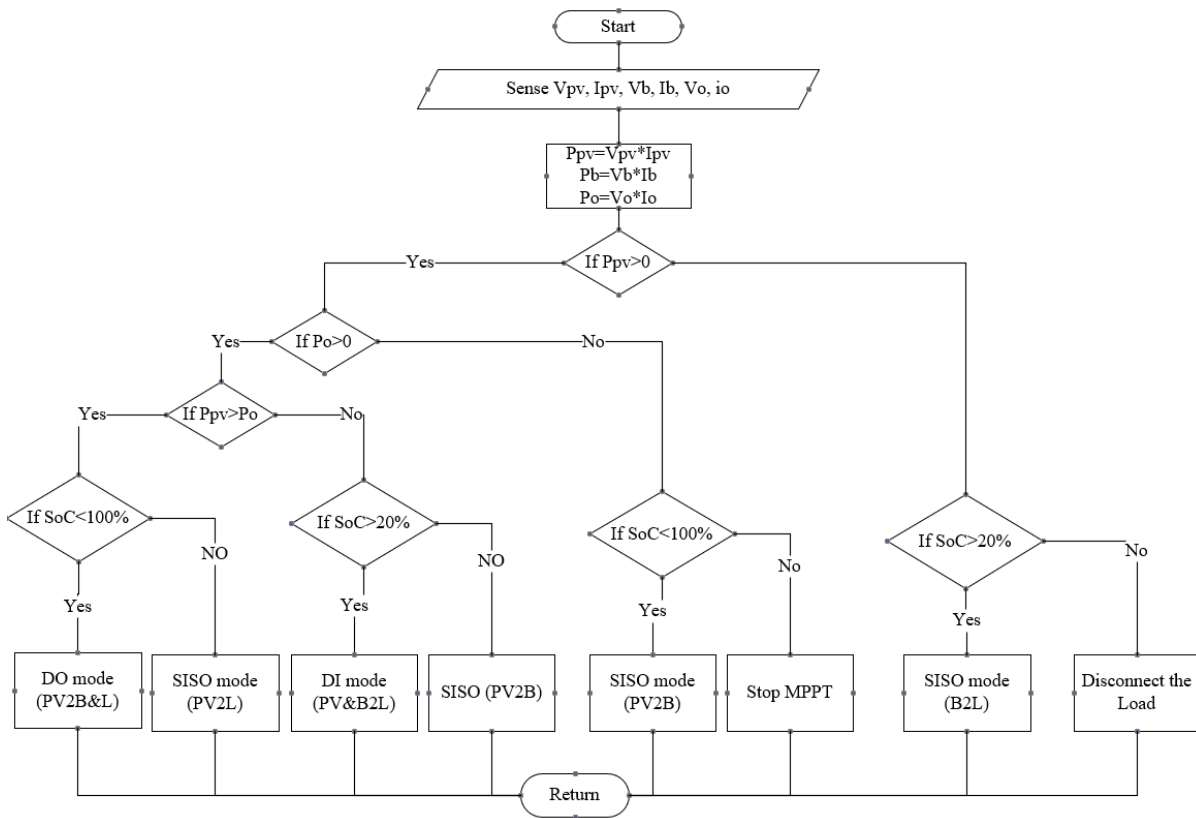 Start
Sense Vpv, Ipv, Vb, Ib, Vo, io
Ppv=Vpv*Ipv
Pb=Vb*Ib
Po=Vo*Io
If Ppv>0
Yes
If Po>0
Yes
No
If Ppv>Po
Yes
No
If SoC<100%
If SoC>20%
If SoC<100%
If SoC>20%
NO
NO
No
No
Yes
Yes
Yes
Yes
DO mode
(PV2B&L)
SISO mode
(PV2L)
DI mode
(PV&B2L)
SISO (PV2B)
SISO mode
(PV2B)
Stop MPPT
SISO mode
(B2L)
Disconnect the
Load
Return